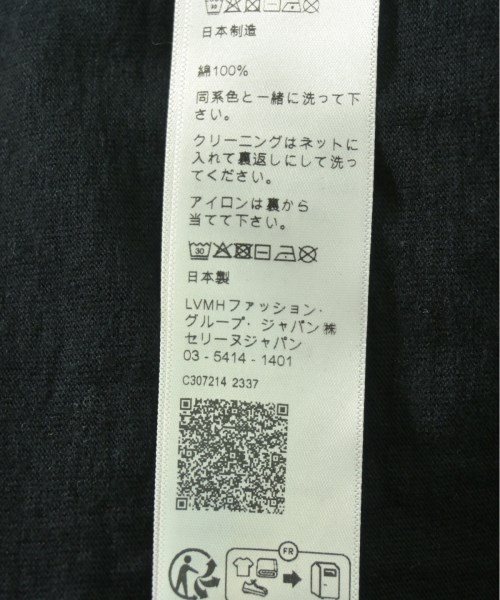 日本制造
綿100%
同系色と一緒に洗って下
さい。
クリーニングはネットに
入れて裏返しにして洗っ
てください。
アイロンは裏から
当てて下さい。
30
日本製
LVMHファッション・
グループ・ジャパン㈱
セリーヌジャパン
03 - 5414 - 1401
C307214 2337
FR